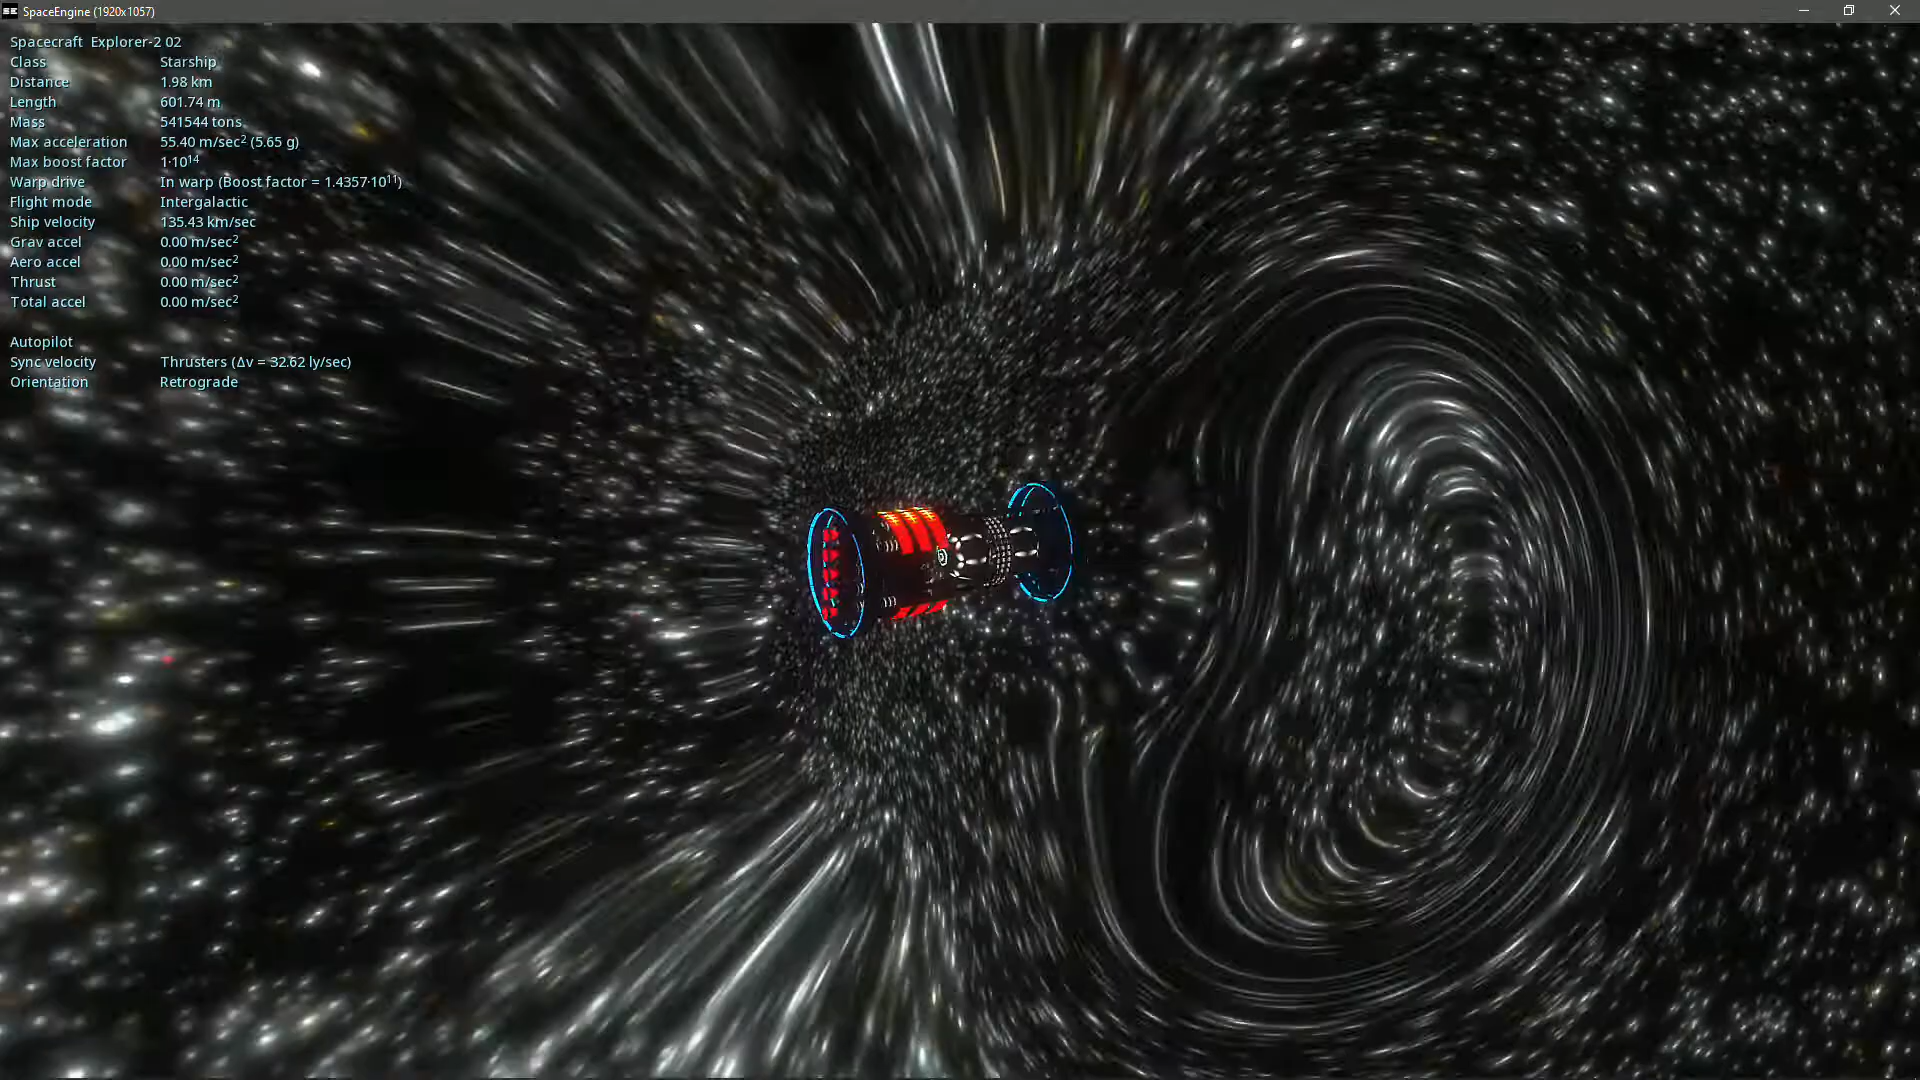 SpaceEngine (1920x1057)
Spacecraft Explorer-2 02
Class Starship
Distance 1.98 km
Length 601.74 m
Mass 541544 tons
Max acceleration 55.40 m/sec² (5.65 g)
Max boost factor 1·10¹⁴
Warp drive In warp (Boost factor = 1.4357·10¹¹)
Flight mode Intergalactic
Ship velocity 135.43 km/sec
Grav accel 0.00 m/sec²
Aero accel 0.00 m/sec²
Thrust 0.00 m/sec²
Total accel 0.00 m/sec²
Autopilot
Sync velocity Thrusters (Δv = 32.62 ly/sec)
Orientation Retrograde